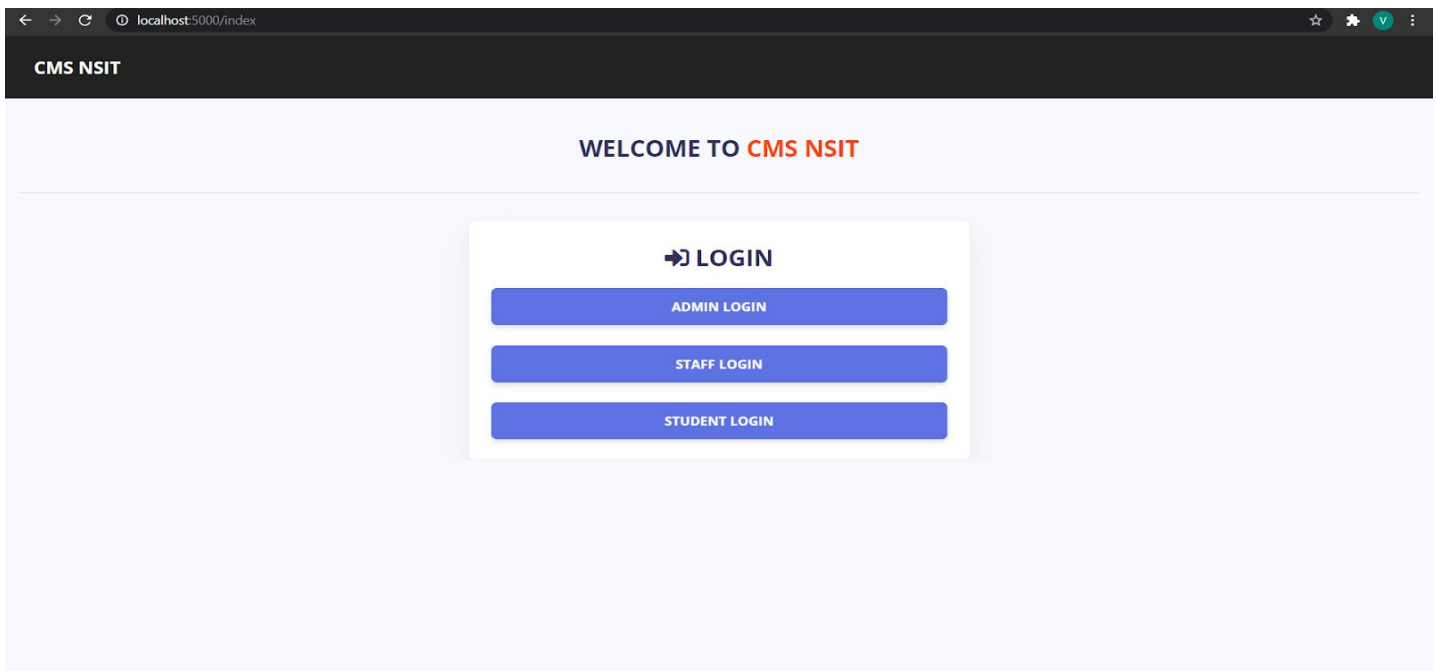 localhost:5000/index
V
CMS NSIT
WELCOME TO CMS NSIT
LOGIN
ADMIN LOGIN
STAFF LOGIN
STUDENT LOGIN